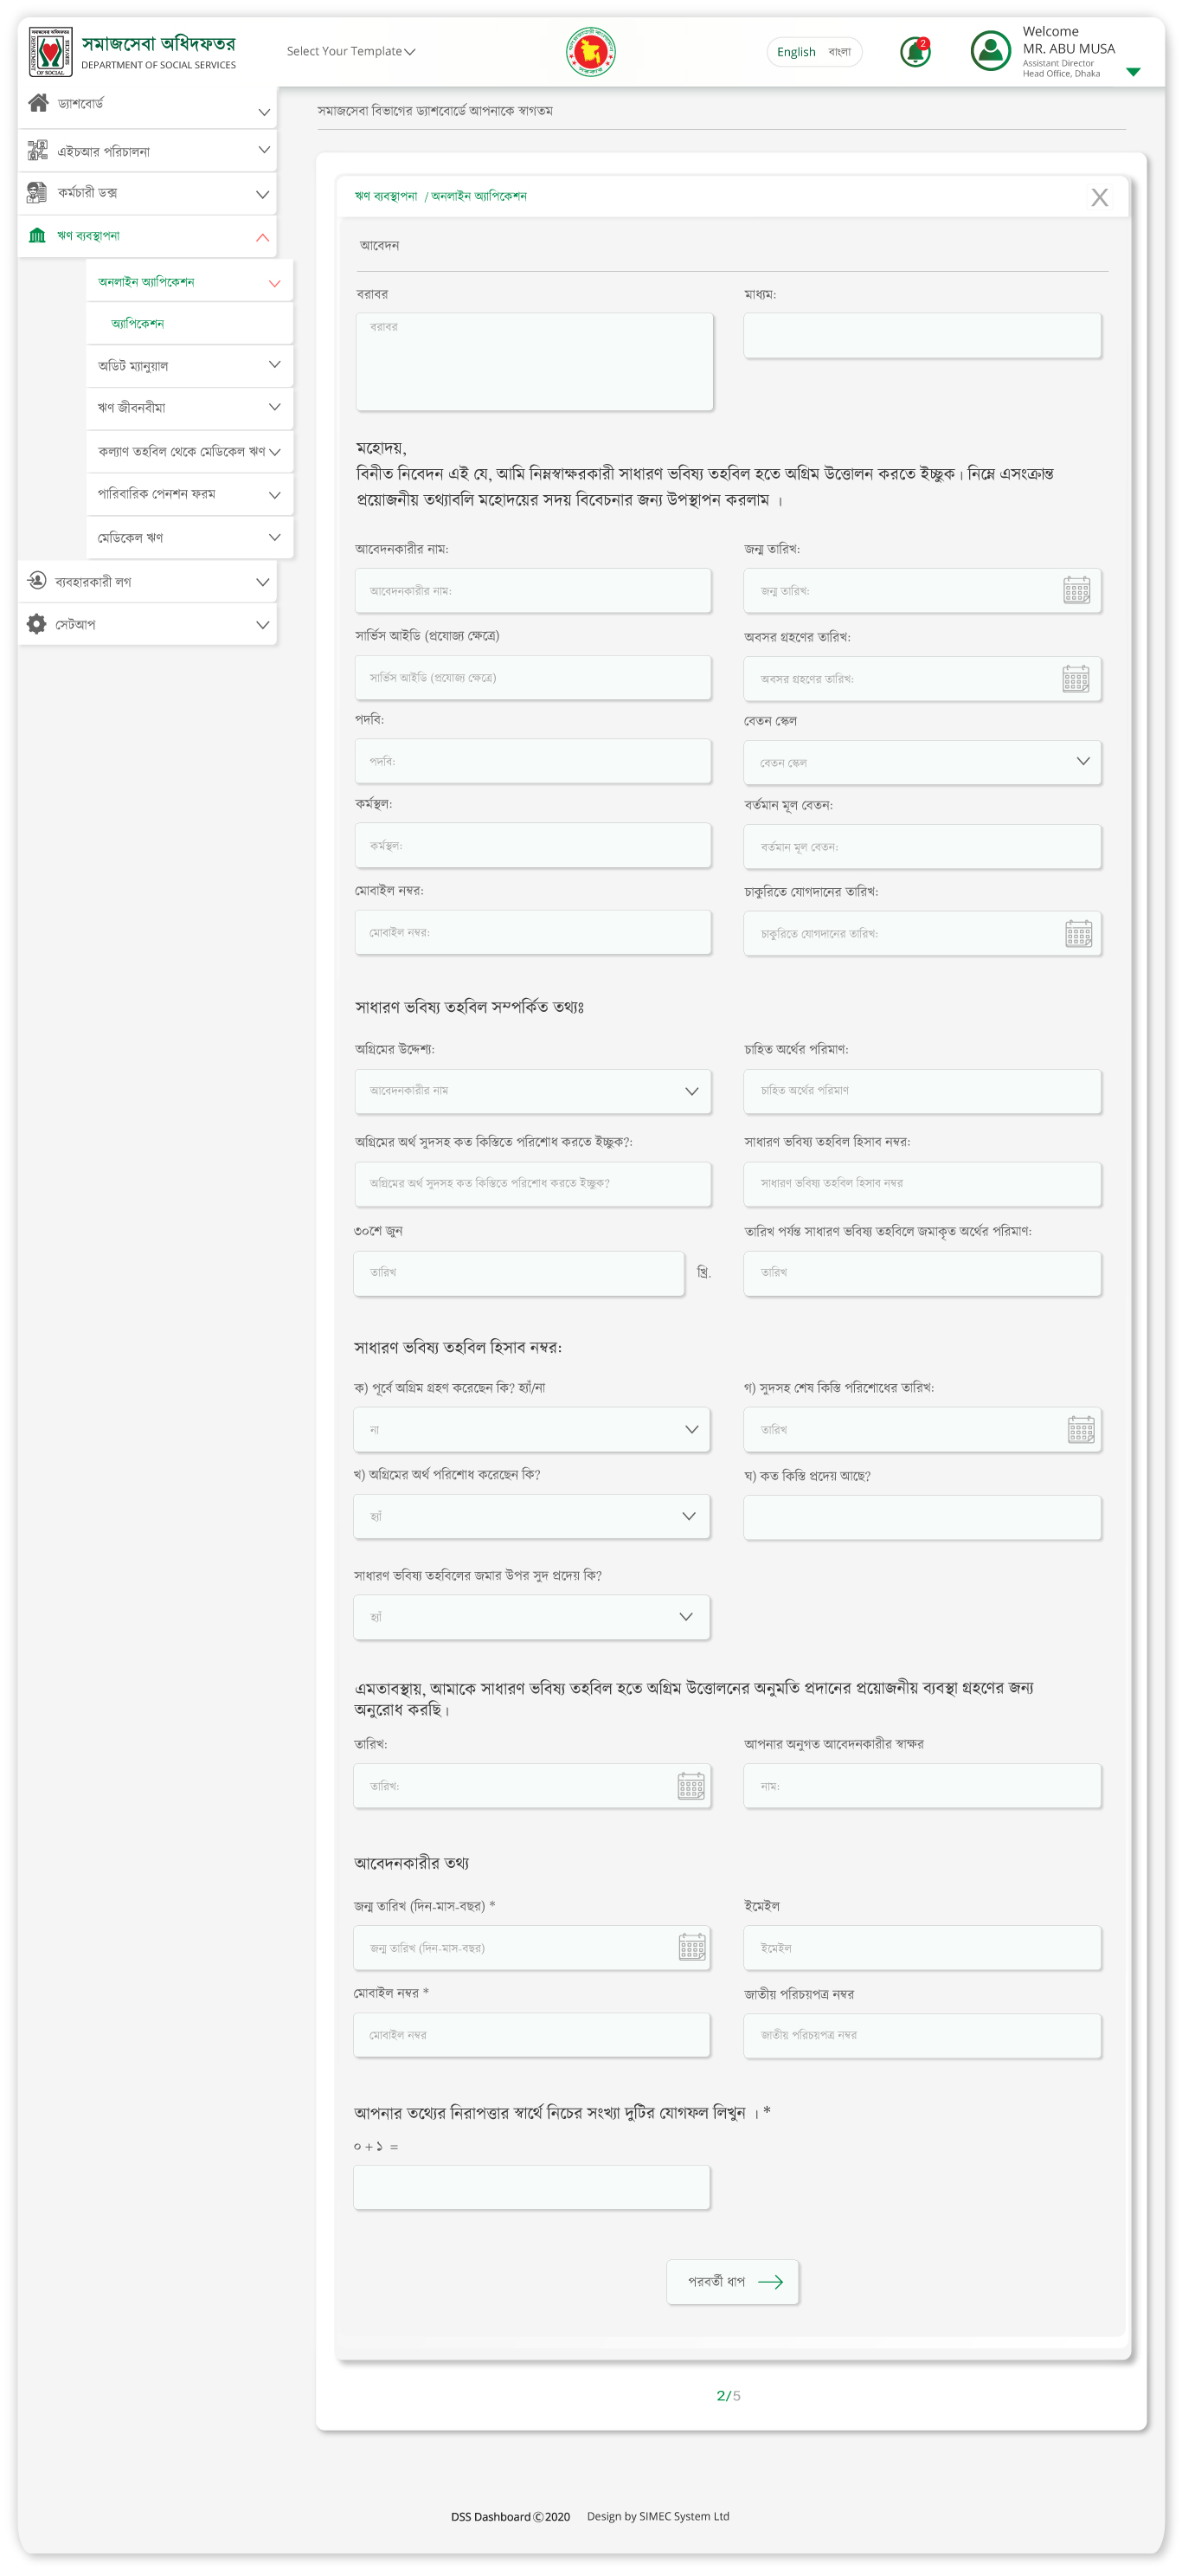 সমাজসেবা অধিদফতর
DEPARTMENT OF SOCIAL SERVICES
Select Your Template
English বাংলা
2
Welcome
MR. ABU MUSA
Assistant Director
Head Office, Dhaka
ড্যাশবোর্ড
এইচআর পরিচালনা
কর্মচারী ডক্স
ঋণ ব্যবস্থাপনা
অনলাইন অ্যাপিকেশন
অ্যাপিকেশন
অডিট ম্যানুয়াল
ঋণ জীবনবীমা
কল্যাণ তহবিল থেকে মেডিকেল ঋণ
পারিবারিক পেনশন ফরম
মেডিকেল ঋণ
ব্যবহারকারী লগ
সেটআপ
সমাজসেবা বিভাগের ড্যাশবোর্ডে আপনাকে স্বাগতম
ঋণ ব্যবস্থাপনা / অনলাইন অ্যাপিকেশন
X
আবেদন
বরাবর মাধ্যম:
বরাবর
মহোদয়,
বিনীত নিবেদন এই যে, আমি নিম্নস্বাক্ষরকারী সাধারণ ভবিষ্য তহবিল হতে অগ্রিম উত্তোলন করতে ইচ্ছুক। নিম্নে এসংক্রান্ত
প্রয়োজনীয় তথ্যাবলি মহোদয়ের সদয় বিবেচনার জন্য উপস্থাপন করলাম ।
আবেদনকারীর নাম: জন্ম তারিখ:
আবেদনকারীর নাম: জন্ম তারিখ:
সার্ভিস আইডি (প্রযোজ্য ক্ষেত্রে) অবসর গ্রহণের তারিখ:
সার্ভিস আইডি (প্রযোজ্য ক্ষেত্রে) অবসর গ্রহণের তারিখ:
পদবি: বেতন স্কেল
পদবি: বেতন স্কেল
কর্মস্থল: বর্তমান মূল বেতন:
কর্মস্থল: বর্তমান মূল বেতন:
মোবাইল নম্বর: চাকুরিতে যোগদানের তারিখ:
মোবাইল নম্বর: চাকুরিতে যোগদানের তারিখ:
সাধারণ ভবিষ্য তহবিল সম্পর্কিত তথ্যঃ
অগ্রিমের উদ্দেশ্য: চাহিত অর্থের পরিমাণ:
আবেদনকারীর নাম চাহিত অর্থের পরিমাণ
অগ্রিমের অর্থ সুদসহ কত কিস্তিতে পরিশোধ করতে ইচ্ছুক?: সাধারণ ভবিষ্য তহবিল হিসাব নম্বর:
অগ্রিমের অর্থ সুদসহ কত কিস্তিতে পরিশোধ করতে ইচ্ছুক? সাধারণ ভবিষ্য তহবিল হিসাব নম্বর
৩০শে জুন তারিখ পর্যন্ত সাধারণ ভবিষ্য তহবিলে জমাকৃত অর্থের পরিমাণ:
তারিখ খ্রি. তারিখ
সাধারণ ভবিষ্য তহবিল হিসাব নম্বর:
ক) পূর্বে অগ্রিম গ্রহণ করেছেন কি? হ্যাঁ/না গ) সুদসহ শেষ কিস্তি পরিশোধের তারিখ:
না তারিখ
খ) অগ্রিমের অর্থ পরিশোধ করেছেন কি? ঘ) কত কিস্তি প্রদেয় আছে?
হ্যাঁ
সাধারণ ভবিষ্য তহবিলের জমার উপর সুদ প্রদেয় কি?
হ্যাঁ
এমতাবস্থায়, আমাকে সাধারণ ভবিষ্য তহবিল হতে অগ্রিম উত্তোলনের অনুমতি প্রদানের প্রয়োজনীয় ব্যবস্থা গ্রহণের জন্য
অনুরোধ করছি।
তারিখ: আপনার অনুগত আবেদনকারীর স্বাক্ষর
তারিখ: নাম:
আবেদনকারীর তথ্য
জন্ম তারিখ (দিন-মাস-বছর) * ইমেইল
জন্ম তারিখ (দিন-মাস-বছর) ইমেইল
মোবাইল নম্বর * জাতীয় পরিচয়পত্র নম্বর
মোবাইল নম্বর জাতীয় পরিচয়পত্র নম্বর
আপনার তথ্যের নিরাপত্তার স্বার্থে নিচের সংখ্যা দুটির যোগফল লিখুন । *
০ + ১ =
পরবর্তী ধাপ
2/5
DSS Dashboard © 2020 Design by SIMEC System Ltd